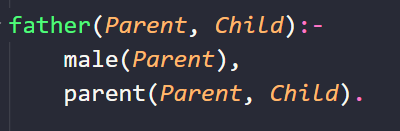 father(Parent, Child):-
    male(Parent),
    parent(Parent, Child).